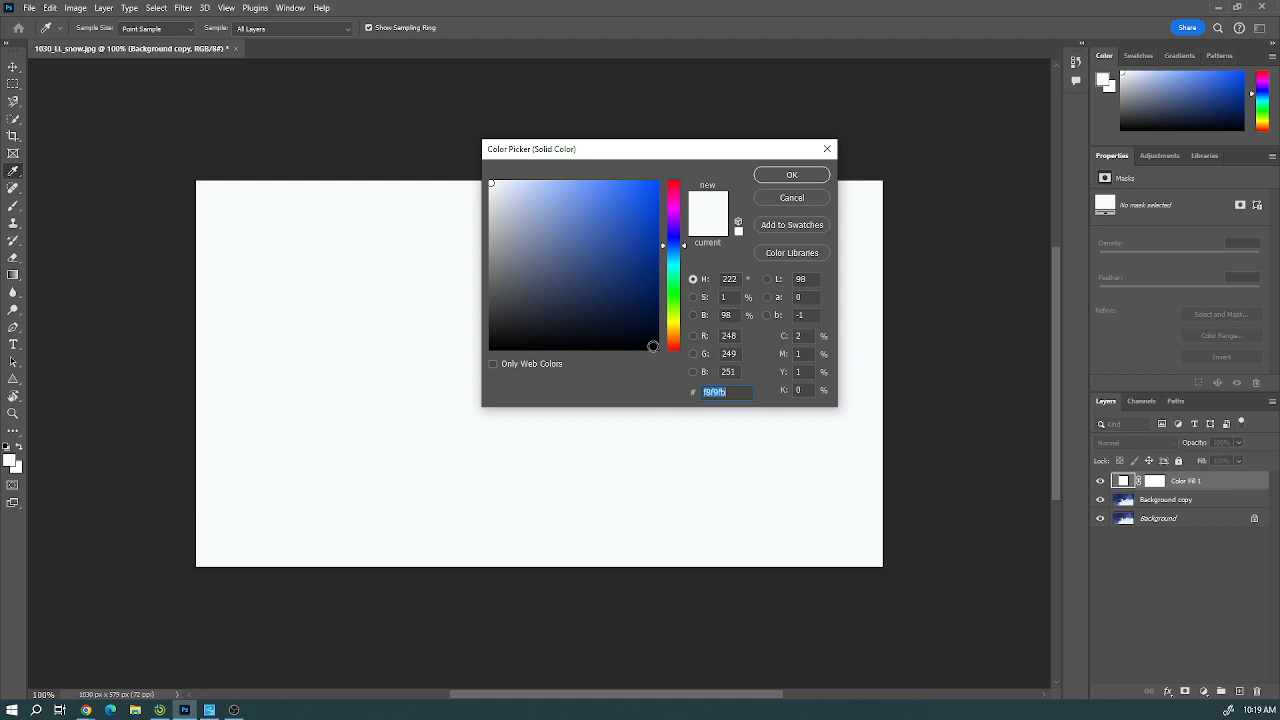 Ps File Edit Image Layer Type Select Filter 3D View Plugins Window Help
Sample Size: Point Sample Sample: All Layers Show Sampling Ring Share
1030_LL_snow.jpg @ 100% (Background copy, RGB/8#) * ×
Color Swatches Gradients Patterns
Color Picker (Solid Color)
new
current
OK
Cancel
Add to Swatches
Color Libraries
H: 222 ° L: 98
S: 1 % a: 0
B: 98 % b: -1
R: 248 C: 2 %
G: 249 M: 1 %
B: 251 Y: 1 %
# f8f9fb K: 0 %
Only Web Colors
Properties Adjustments Libraries
Masks
No mask selected
Density:
Feather:
Refine: Select and Mask...
Color Range...
Invert
Layers Channels Paths
Kind
Normal Opacity: 100%
Lock: Fill: 100%
Color Fill 1
Background copy
Background
100% 1030 px x 579 px (72 ppi)
Ps 10:19 AM